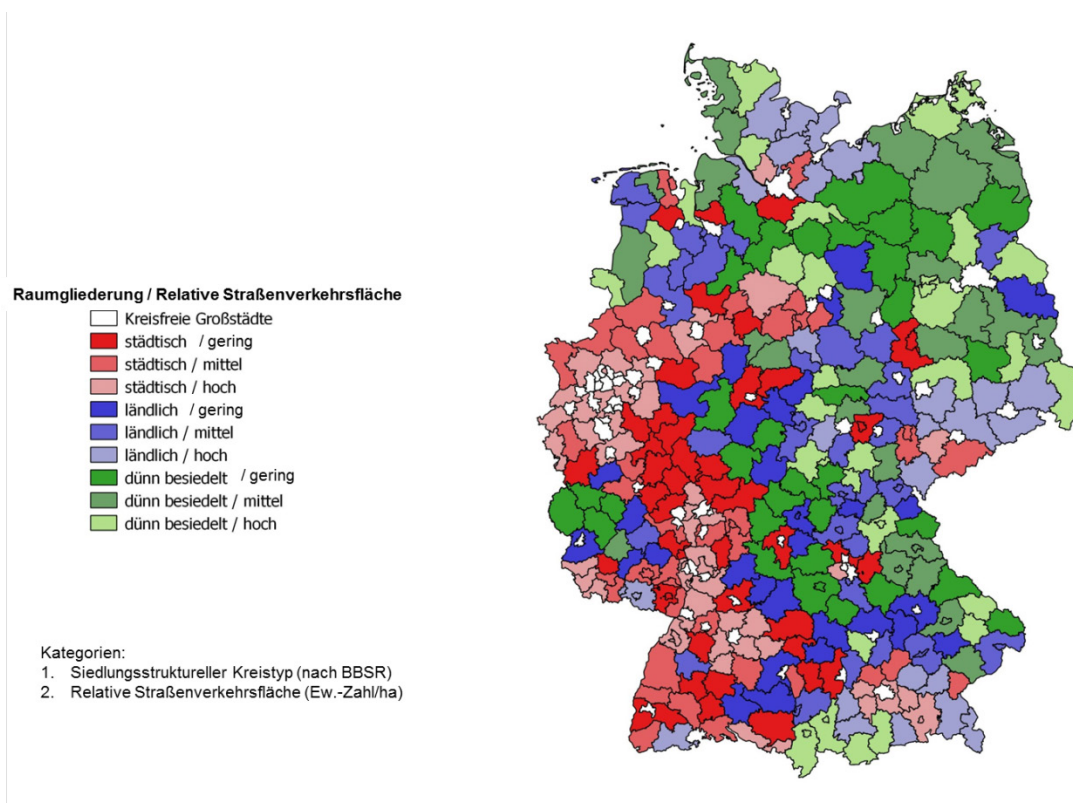 Raumgliederung / Relative Straßenverkehrsfläche
Kreisfreie Großstädte
städtisch / gering
städtisch / mittel
städtisch / hoch
ländlich / gering
ländlich / mittel
ländlich / hoch
dünn besiedelt / gering
dünn besiedelt / mittel
dünn besiedelt / hoch
Kategorien:
1. Siedlungsstruktureller Kreistyp (nach BBSR)
2. Relative Straßenverkehrsfläche (Ew.-Zahl/ha)